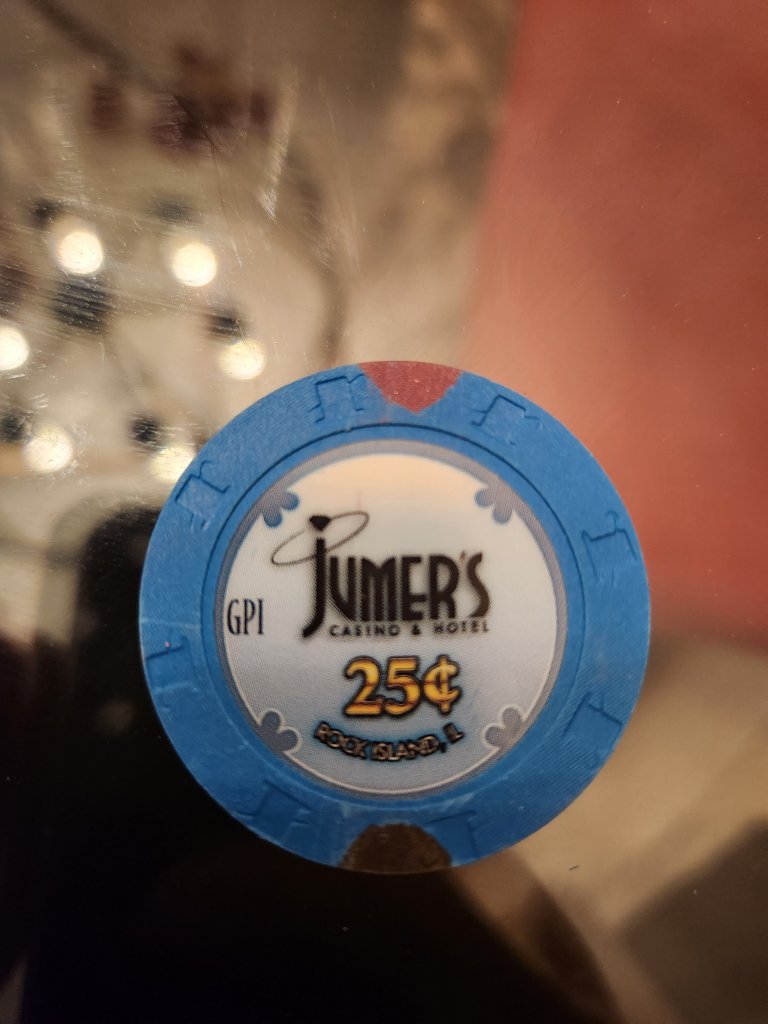 JUMER'S
CASINO & HOTEL
GPI
25¢
ROCK ISLAND, IL